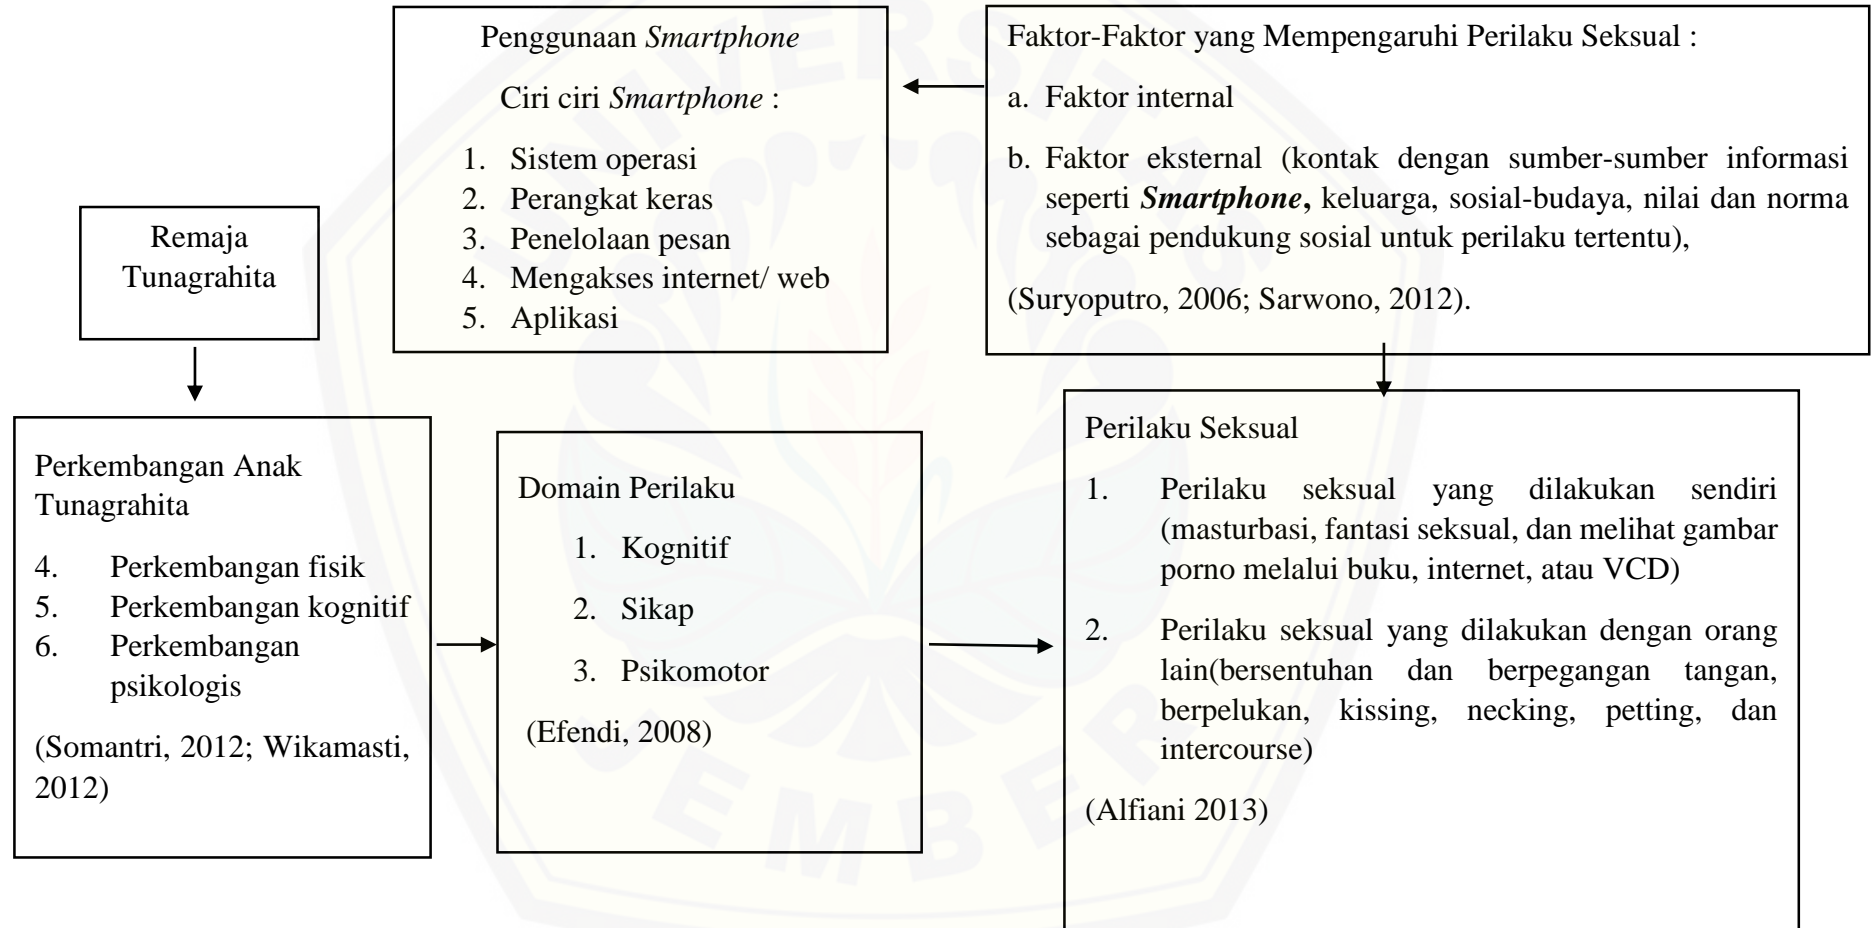 Penggunaan Smartphone
Ciri ciri Smartphone :
1. Sistem operasi
2. Perangkat keras
3. Penelolaan pesan
4. Mengakses internet/ web
5. Aplikasi
Faktor-Faktor yang Mempengaruhi Perilaku Seksual :
a. Faktor internal
b. Faktor eksternal (kontak dengan sumber-sumber informasi
seperti Smartphone, keluarga, sosial-budaya, nilai dan norma
sebagai pendukung sosial untuk perilaku tertentu),
(Suryoputro, 2006; Sarwono, 2012).
Remaja
Tunagrahita
Perkembangan Anak
Tunagrahita
4. Perkembangan fisik
5. Perkembangan kognitif
6. Perkembangan
psikologis
(Somantri, 2012; Wikamasti,
2012)
Domain Perilaku
1. Kognitif
2. Sikap
3. Psikomotor
(Efendi, 2008)
Perilaku Seksual
1. Perilaku seksual yang dilakukan sendiri
(masturbasi, fantasi seksual, dan melihat gambar
porno melalui buku, internet, atau VCD)
2. Perilaku seksual yang dilakukan dengan orang
lain(bersentuhan dan berpegangan tangan,
berpelukan, kissing, necking, petting, dan
intercourse)
(Alfiani 2013)
UNIVERSITAS
JEMBER